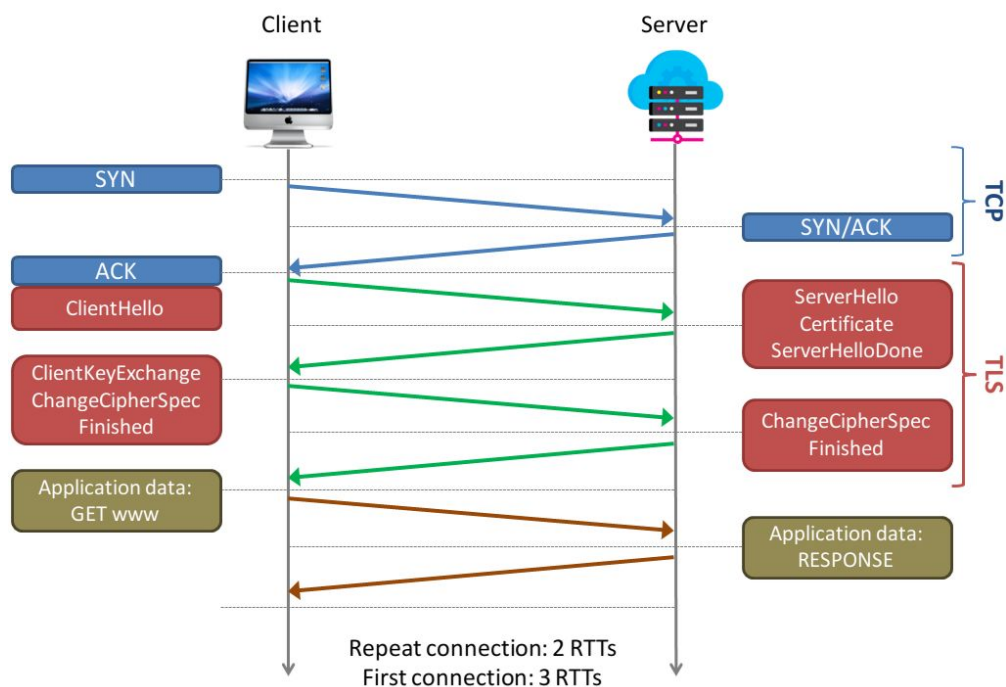 Client
Server
SYN
SYN/ACK
TCP
ACK
ClientHello
ServerHello
Certificate
ServerHelloDone
TLS
ClientKeyExchange
ChangeCipherSpec
Finished
ChangeCipherSpec
Finished
Application data:
GET www
Application data:
RESPONSE
Repeat connection: 2 RTTs
First connection: 3 RTTs